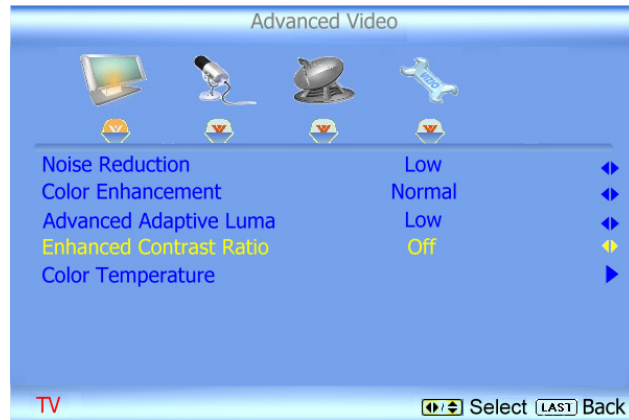 Advanced Video
VIZIO
Noise Reduction Low
Color Enhancement Normal
Advanced Adaptive Luma Low
Enhanced Contrast Ratio Off
Color Temperature
TV Select LAST Back